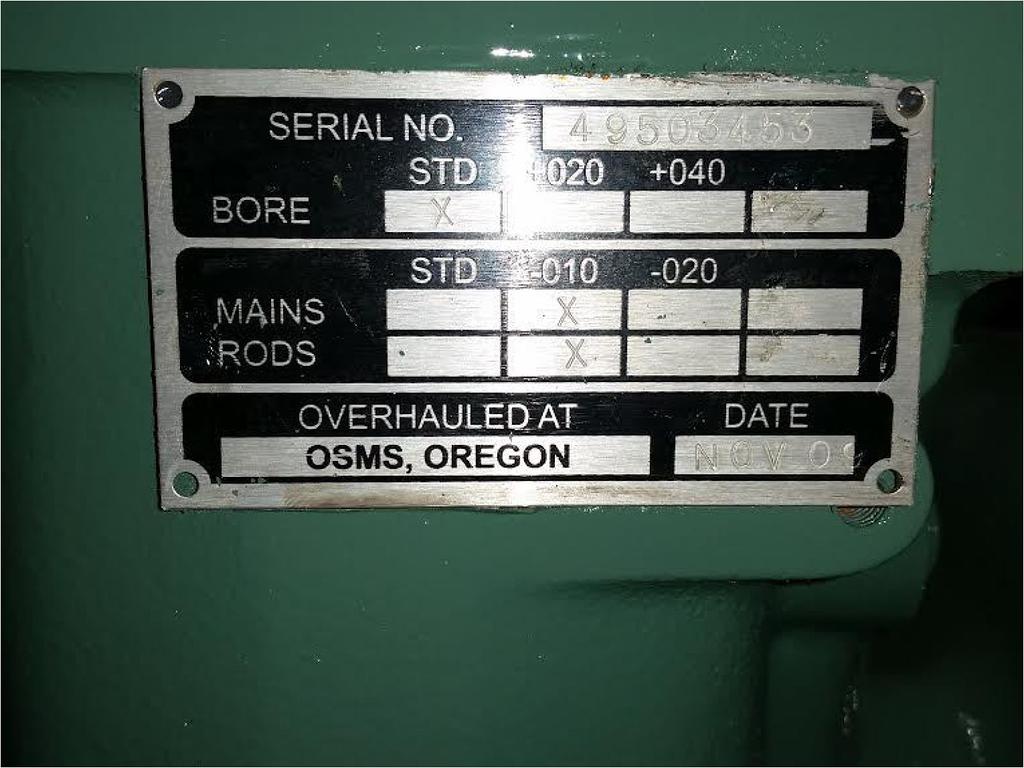 SERIAL NO. 49503453
STD +020 +040
BORE X
STD -010 -020
MAINS X
RODS X
OVERHAULED AT DATE
OSMS, OREGON NOV 09